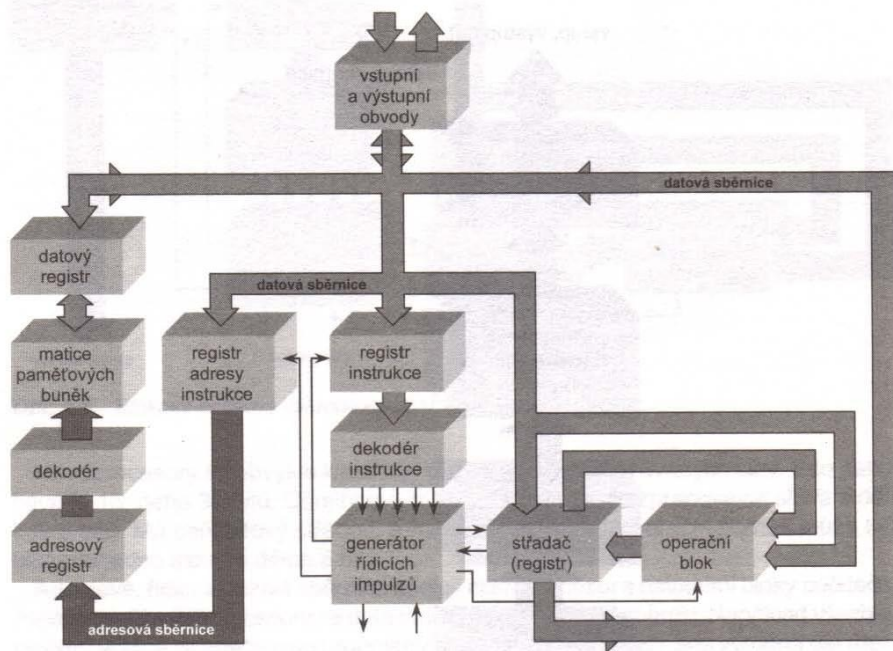 vstupní
a výstupní
obvody
datová sběrnice
datový
registr
datová sběrnice
matice
paměťových
buněk
registr
adresy
instrukce
registr
instrukce
dekodér
dekodér
instrukce
adresový
registr
generátor
řídicích
impulzů
střadač
(registr)
operační
blok
adresová sběrnice